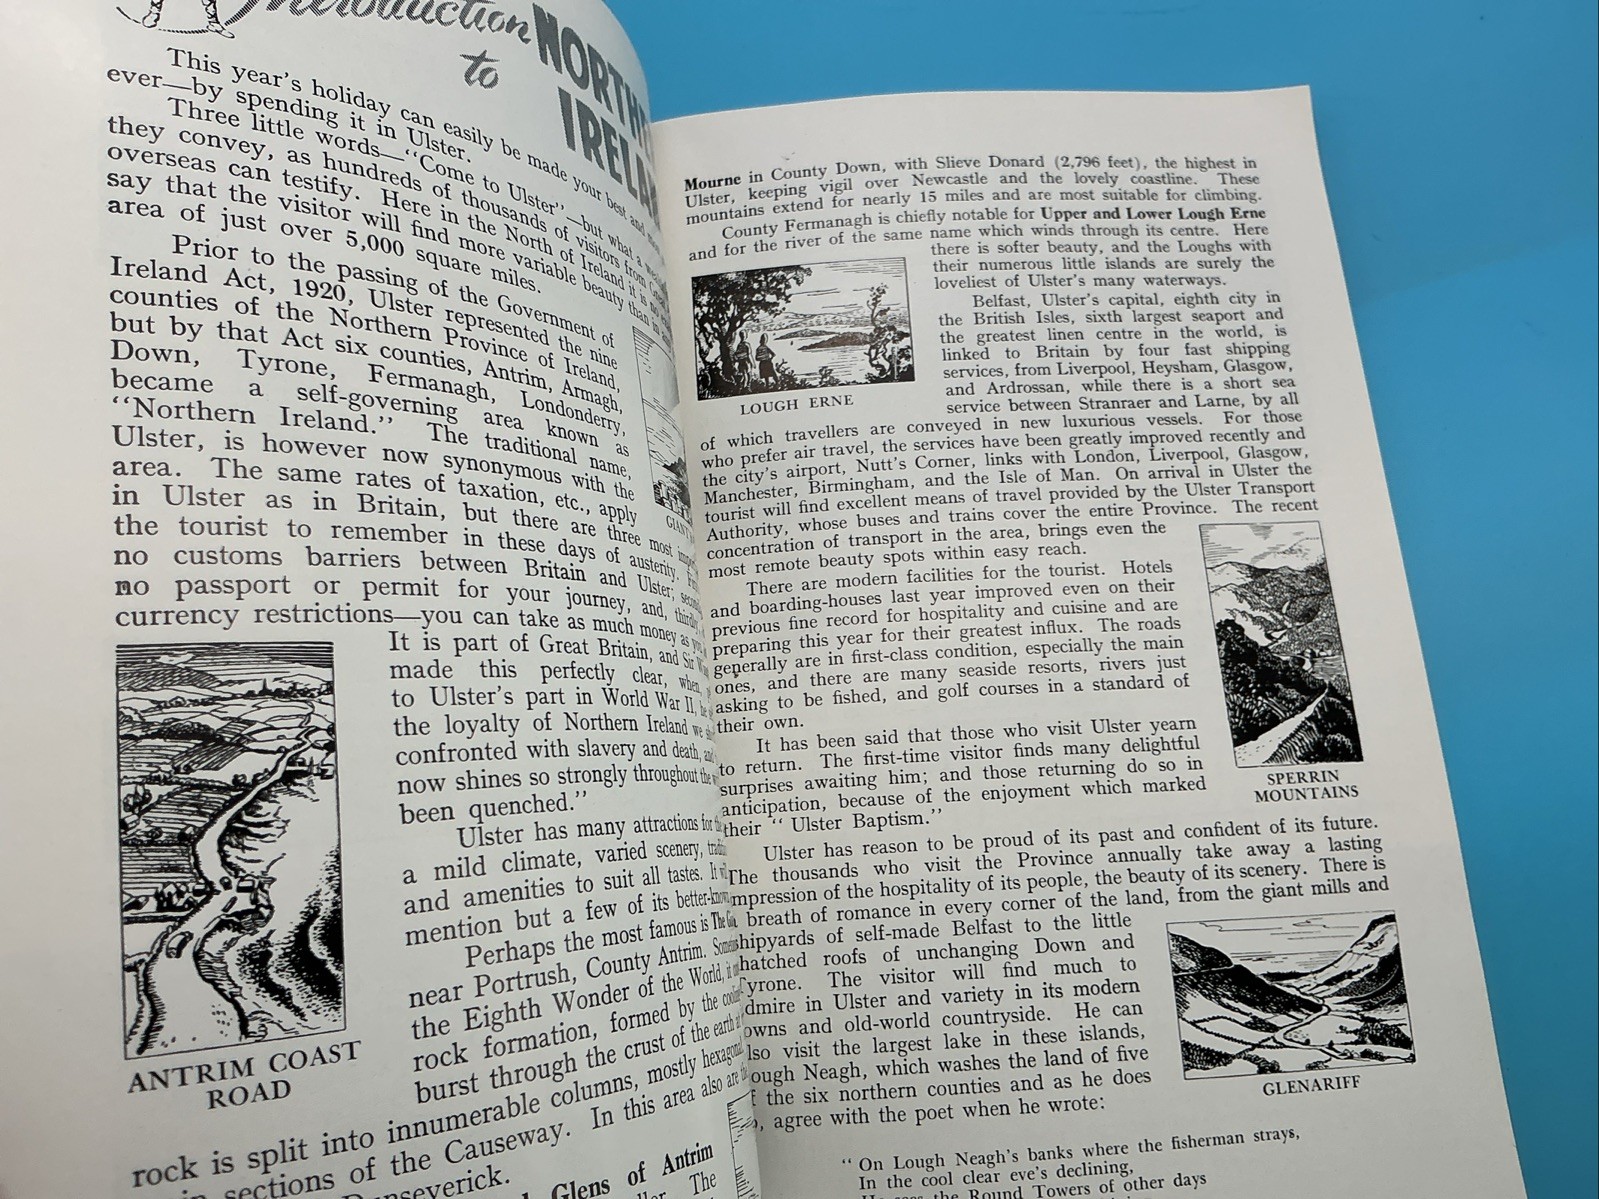 Introduction
to
NORTHE
IRELA
This year's holiday can easily be made your best and
ever—by spending it in Ulster.
Three little words—"Come to Ulster"—but what a
they convey, as hundreds of thousands of visitors from
overseas can testify. Here in the North of Ireland it is no
say that the visitor will find more variable beauty than in
area of just over 5,000 square miles.
Prior to the passing of the Government of
Ireland Act, 1920, Ulster represented the nine
counties of the Northern Province of Ireland,
but by that Act six counties, Antrim, Armagh,
Down, Tyrone, Fermanagh, Londonderry,
became a self-governing area known as
"Northern Ireland." The traditional name,
Ulster, is however now synonymous with the
area. The same rates of taxation, etc., apply
in Ulster as in Britain, but there are three most
the tourist to remember in these days of austerity.
no customs barriers between Britain and Ulster;
no passport or permit for your journey, and, thirdly
currency restrictions—you can take as much money as
It is part of Great Britain, and Sir
made this perfectly clear, when,
to Ulster's part in World War II,
the loyalty of Northern Ireland we
confronted with slavery and death,
now shines so strongly throughout the
been quenched."
Ulster has many attractions for
a mild climate, varied scenery,
and amenities to suit all tastes. It
mention but a few of its
Perhaps the most famous is The
near Portrush, County Antrim.
the Eighth Wonder of the World, it
rock formation, formed by the
burst through the crust of the earth
rock is split into innumerable columns, mostly hexagonal
in sections of the Causeway. In this area also are
Dunseverick.
Glens of Antrim
The
GIAN
ANTRIM COAST
ROAD
Mourne in County Down, with Slieve Donard (2,796 feet), the highest in
Ulster, keeping vigil over Newcastle and the lovely coastline. These
mountains extend for nearly 15 miles and are most suitable for climbing.
County Fermanagh is chiefly notable for Upper and Lower Lough Erne
and for the river of the same name which winds through its centre. Here
there is softer beauty, and the Loughs with
their numerous little islands are surely the
loveliest of Ulster's many waterways.
LOUGH ERNE
Belfast, Ulster's capital, eighth city in
the British Isles, sixth largest seaport and
the greatest linen centre in the world, is
linked to Britain by four fast shipping
services, from Liverpool, Heysham, Glasgow,
and Ardrossan, while there is a short sea
service between Stranraer and Larne, by all
of which travellers are conveyed in new luxurious vessels. For those
who prefer air travel, the services have been greatly improved recently and
the city's airport, Nutt's Corner, links with London, Liverpool, Glasgow,
Manchester, Birmingham, and the Isle of Man. On arrival in Ulster the
tourist will find excellent means of travel provided by the Ulster Transport
Authority, whose buses and trains cover the entire Province. The recent
concentration of transport in the area, brings even the
most remote beauty spots within easy reach.
There are modern facilities for the tourist. Hotels
and boarding-houses last year improved even on their
previous fine record for hospitality and cuisine and are
preparing this year for their greatest influx. The roads
generally are in first-class condition, especially the main
ones, and there are many seaside resorts, rivers just
asking to be fished, and golf courses in a standard of
their own.
SPERRIN
MOUNTAINS
It has been said that those who visit Ulster yearn
to return. The first-time visitor finds many delightful
surprises awaiting him; and those returning do so in
anticipation, because of the enjoyment which marked
their " Ulster Baptism."
Ulster has reason to be proud of its past and confident of its future.
The thousands who visit the Province annually take away a lasting
mpression of the hospitality of its people, the beauty of its scenery. There is
breath of romance in every corner of the land, from the giant mills and
hipyards of self-made Belfast to the little
hatched roofs of unchanging Down and
yrone. The visitor will find much to
dmire in Ulster and variety in its modern
owns and old-world countryside. He can
lso visit the largest lake in these islands,
ough Neagh, which washes the land of five
f the six northern counties and as he does
, agree with the poet when he wrote:
GLENARIFF
" On Lough Neagh's banks where the fisherman strays,
In the cool clear eve's declining,
the Round Towers of other days